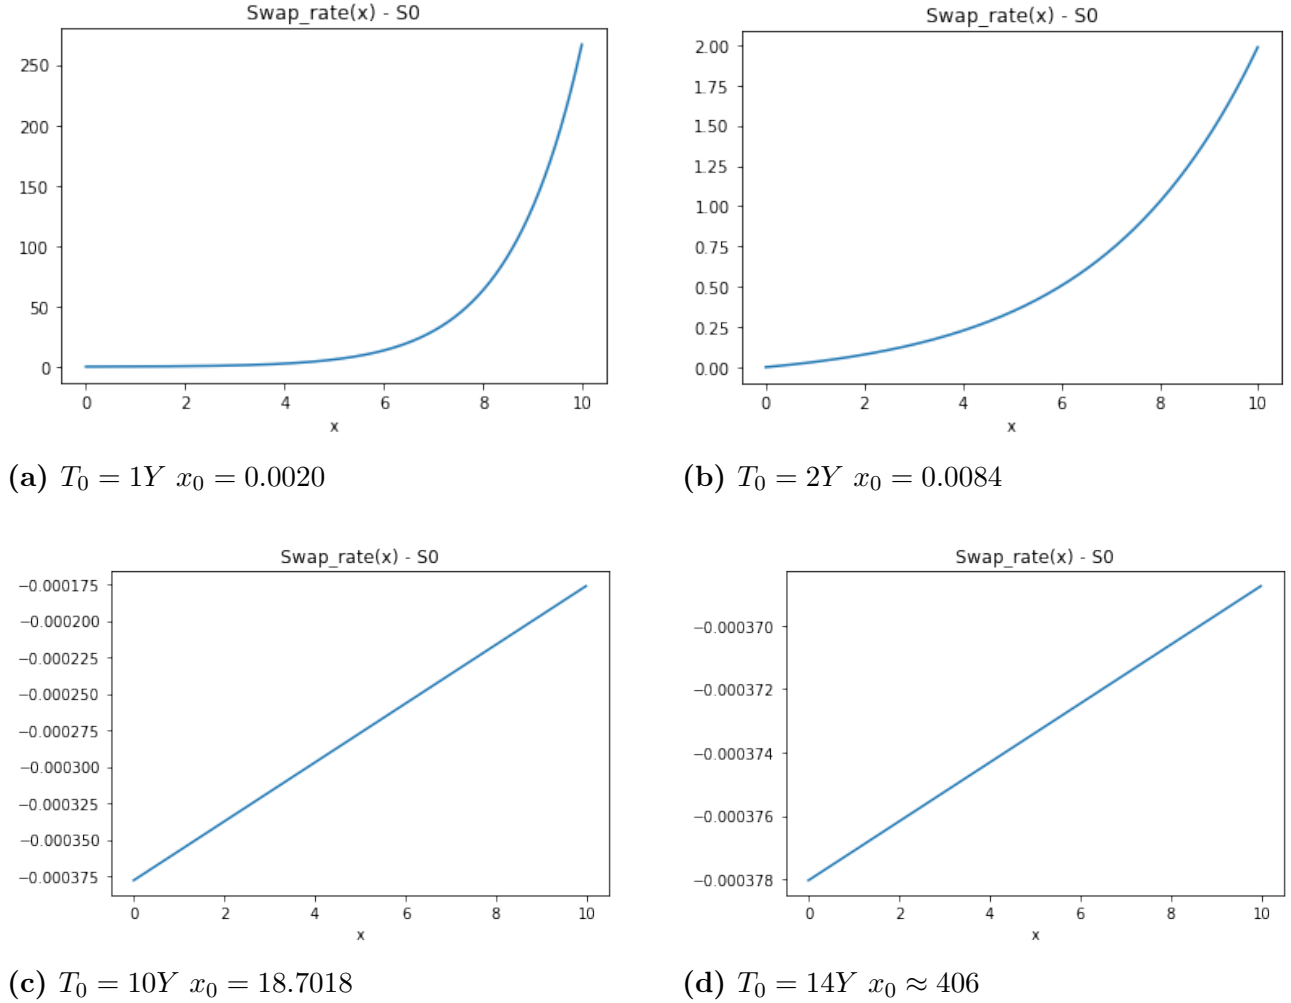 Swap_rate(x) - S0
250
200
150
100
50
0
0 2 4 6 8 10
x
(a) T₀ = 1Y x₀ = 0.0020
Swap_rate(x) - S0
2.00
1.75
1.50
1.25
1.00
0.75
0.50
0.25
0.00
0 2 4 6 8 10
x
(b) T₀ = 2Y x₀ = 0.0084
Swap_rate(x) - S0
−0.000175
−0.000200
−0.000225
−0.000250
−0.000275
−0.000300
−0.000325
−0.000350
−0.000375
0 2 4 6 8 10
x
(c) T₀ = 10Y x₀ = 18.7018
Swap_rate(x) - S0
−0.000370
−0.000372
−0.000374
−0.000376
−0.000378
0 2 4 6 8 10
x
(d) T₀ = 14Y x₀ ≈ 406